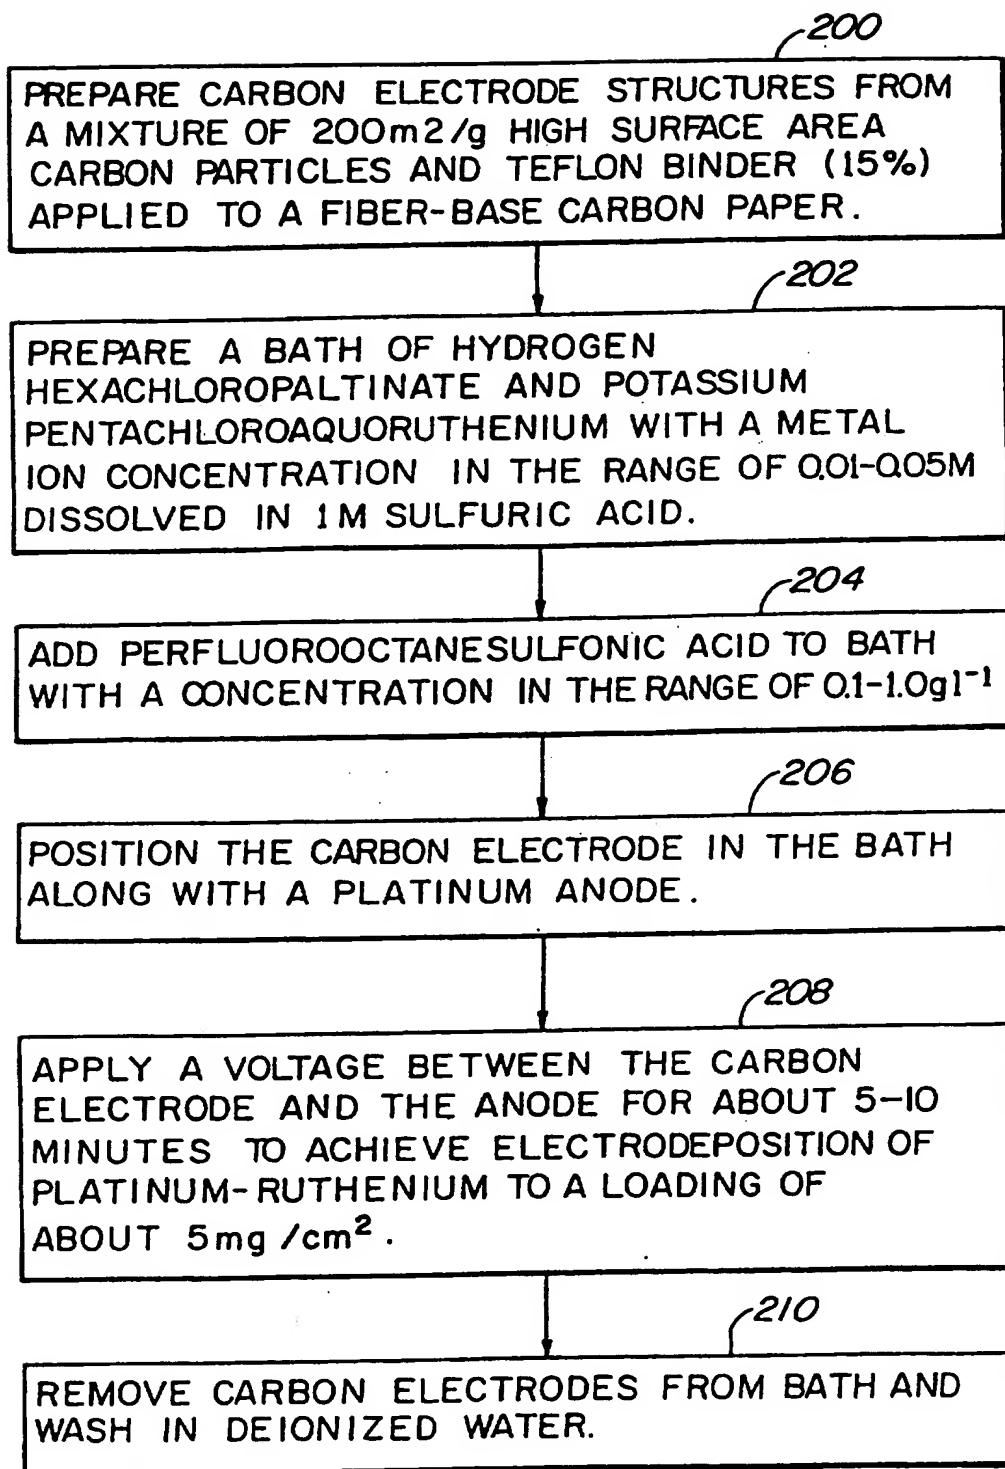 200
PREPARE CARBON ELECTRODE STRUCTURES FROM
A MIXTURE OF 200m2/g HIGH SURFACE AREA
CARBON PARTICLES AND TEFLON BINDER (15%)
APPLIED TO A FIBER-BASE CARBON PAPER.
202
PREPARE A BATH OF HYDROGEN
HEXACHLOROPALTINATE AND POTASSIUM
PENTACHLOROAQUORUTHENIUM WITH A METAL
ION CONCENTRATION IN THE RANGE OF 0.01-0.05M
DISSOLVED IN 1M SULFURIC ACID.
204
ADD PERFLUOROOCTANESULFONIC ACID TO BATH
WITH A CONCENTRATION IN THE RANGE OF 0.1-1.0gl⁻¹
206
POSITION THE CARBON ELECTRODE IN THE BATH
ALONG WITH A PLATINUM ANODE.
208
APPLY A VOLTAGE BETWEEN THE CARBON
ELECTRODE AND THE ANODE FOR ABOUT 5-10
MINUTES TO ACHIEVE ELECTRODEPOSITION OF
PLATINUM-RUTHENIUM TO A LOADING OF
ABOUT 5mg/cm².
210
REMOVE CARBON ELECTRODES FROM BATH AND
WASH IN DEIONIZED WATER.